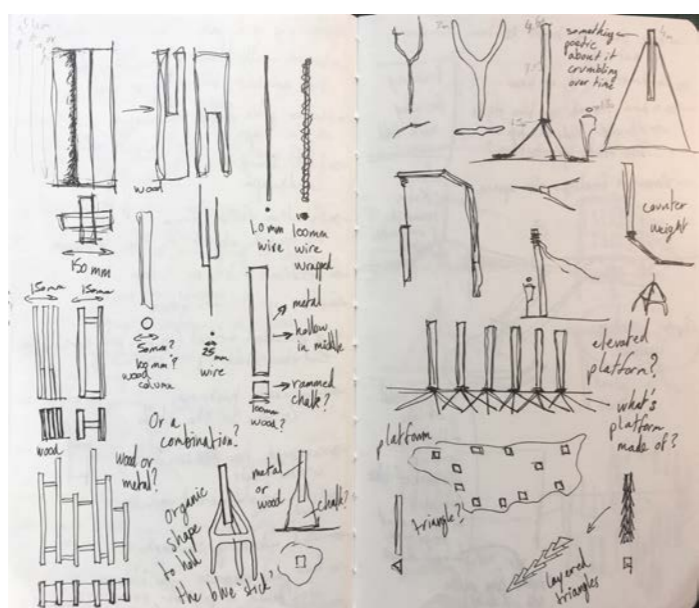 wood
150mm
150mm
150mm
50mm?
100mm?
wood
column
25mm
wire
1.0mm
wire
100mm
wire
wrapped
metal
hollow
in middle
rammed
chalk?
100mm
wood?
wood
Or a
combination?
wood or
metal?
organic
shape
to hold
the blue 'stick'
metal
or
wood
chalk?
something
poetic
about it
crumbling
over time
counter
weight
elevated
platform?
what's
platform
made of?
platform
triangle?
layered
triangles